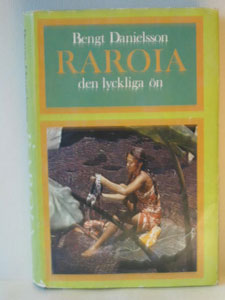 Bengt Danielsson
RAROIA
den lyckliga ön